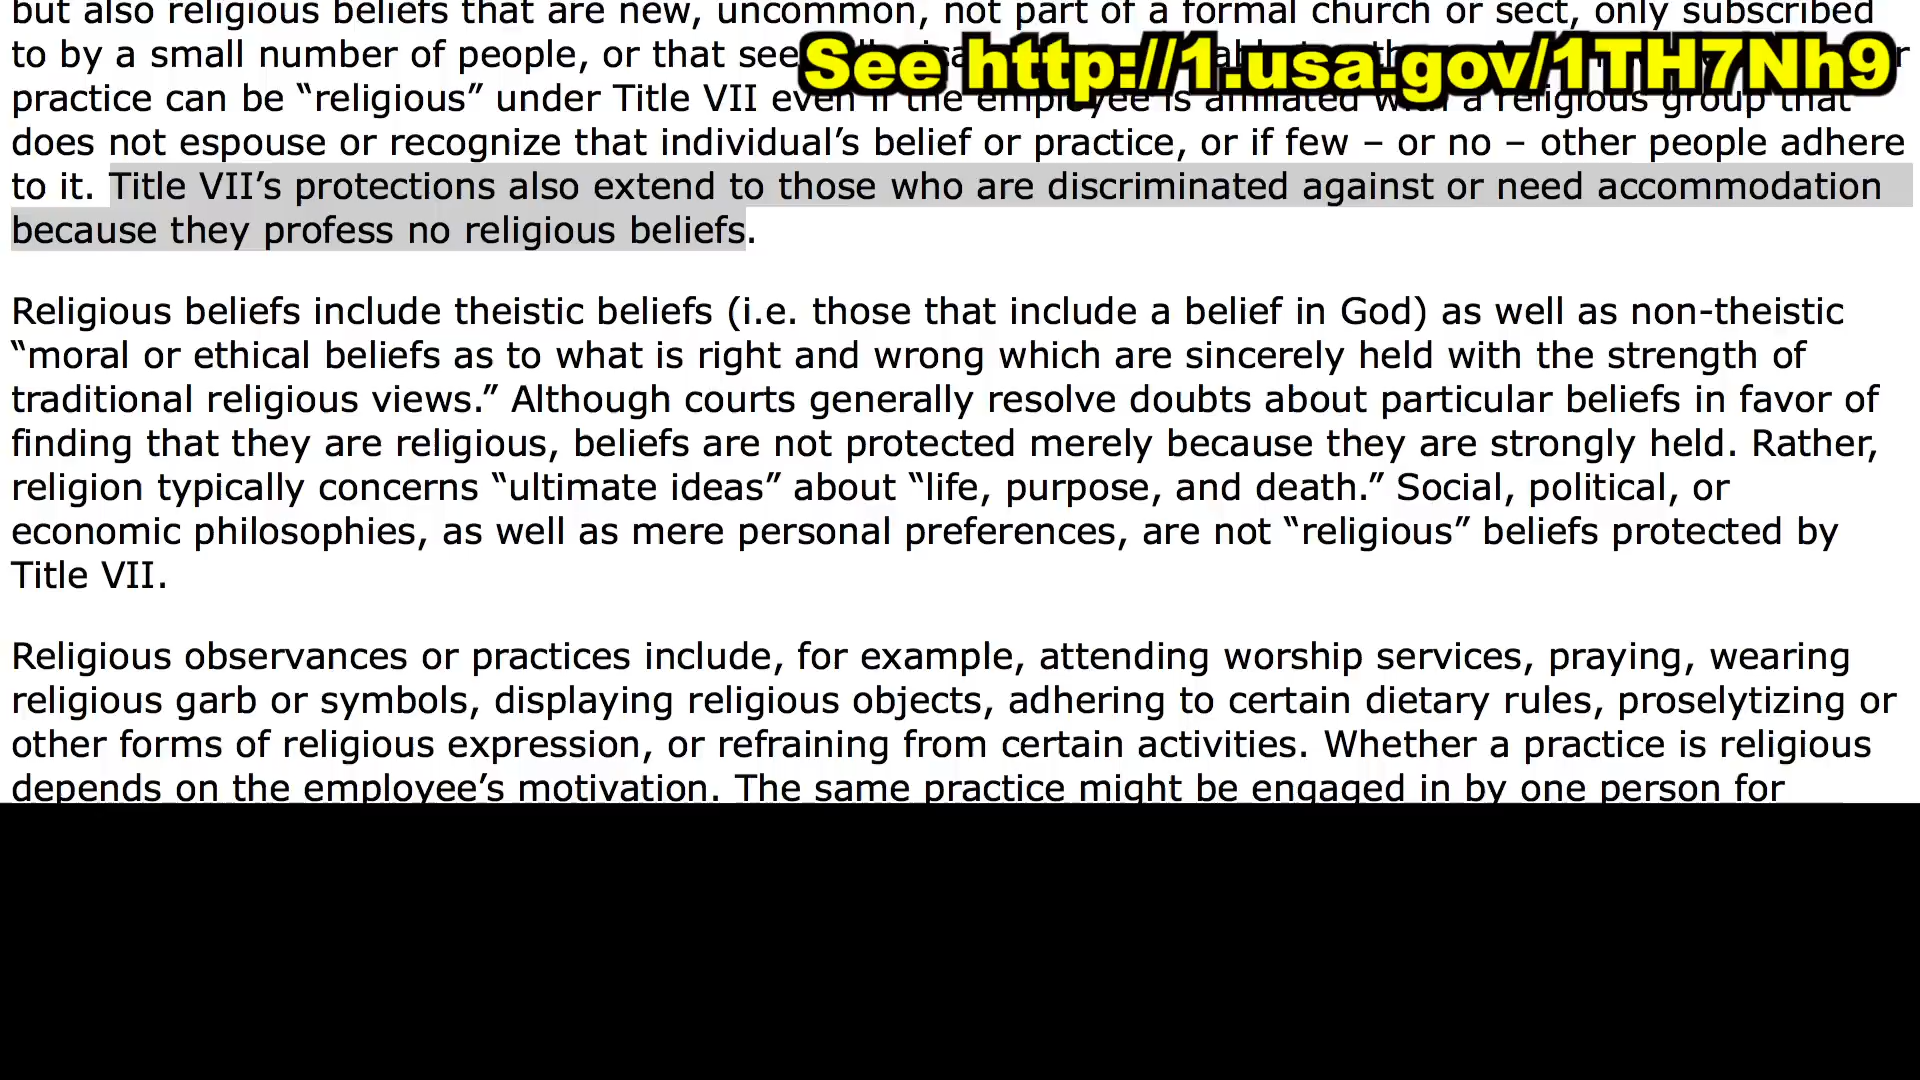 but also religious beliefs that are new, uncommon, not part of a formal church or sect, only subscribed
to by a small number of people, or that
See http://1.usa.gov/1TH7Nh9
practice can be “religious” under Title VII even if the employee is affiliated with a religious group that
does not espouse or recognize that individual’s belief or practice, or if few – or no – other people adhere
to it. Title VII’s protections also extend to those who are discriminated against or need accommodation
because they profess no religious beliefs.
Religious beliefs include theistic beliefs (i.e. those that include a belief in God) as well as non-theistic
“moral or ethical beliefs as to what is right and wrong which are sincerely held with the strength of
traditional religious views.” Although courts generally resolve doubts about particular beliefs in favor of
finding that they are religious, beliefs are not protected merely because they are strongly held. Rather,
religion typically concerns “ultimate ideas” about “life, purpose, and death.” Social, political, or
economic philosophies, as well as mere personal preferences, are not “religious” beliefs protected by
Title VII.
Religious observances or practices include, for example, attending worship services, praying, wearing
religious garb or symbols, displaying religious objects, adhering to certain dietary rules, proselytizing or
other forms of religious expression, or refraining from certain activities. Whether a practice is religious
depends on the employee’s motivation. The same practice might be engaged in by one person for